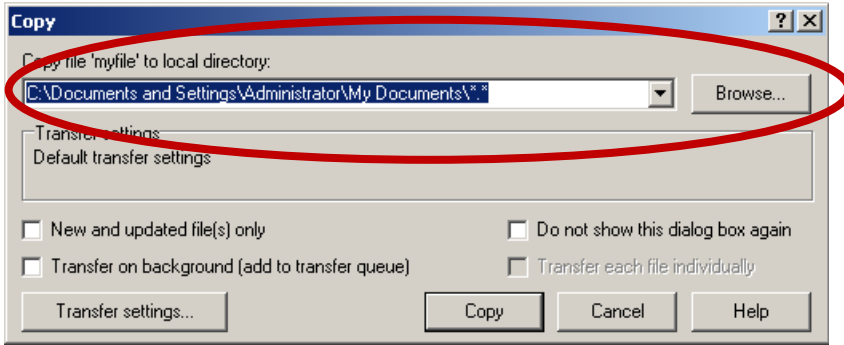 Copy
Copy file 'myfile' to local directory:
C:\Documents and Settings\Administrator\My Documents\*.*
Browse...
Transfer settings
Default transfer settings
New and updated file(s) only
Do not show this dialog box again
Transfer on background (add to transfer queue)
Transfer each file individually
Transfer settings...
Copy
Cancel
Help